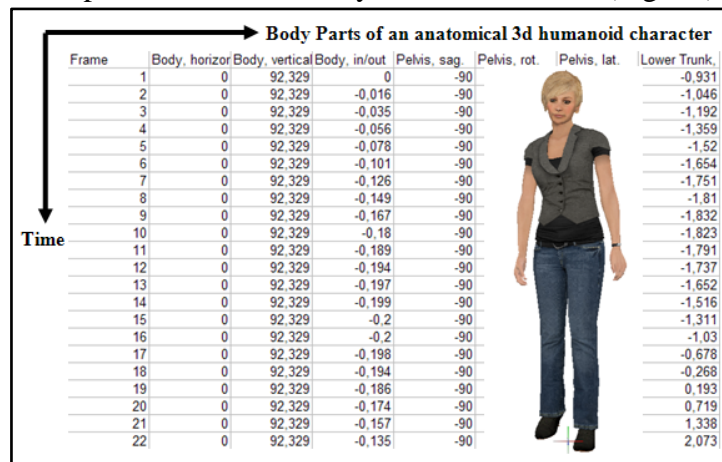 Body Parts of an anatomical 3d humanoid character
Frame Body, horizor Body, vertical Body, in/out Pelvis, sag. Pelvis, rot. Pelvis, lat. Lower Trunk,
1 0 92,329 0 -90 -0,931
2 0 92,329 -0,016 -90 -1,046
3 0 92,329 -0,035 -90 -1,192
4 0 92,329 -0,056 -90 -1,359
5 0 92,329 -0,078 -90 -1,52
6 0 92,329 -0,101 -90 -1,654
7 0 92,329 -0,126 -90 -1,751
8 0 92,329 -0,149 -90 -1,81
9 0 92,329 -0,167 -90 -1,832
Time 10 0 92,329 -0,18 -90 -1,823
11 0 92,329 -0,189 -90 -1,791
12 0 92,329 -0,194 -90 -1,737
13 0 92,329 -0,197 -90 -1,652
14 0 92,329 -0,199 -90 -1,516
15 0 92,329 -0,2 -90 -1,311
16 0 92,329 -0,2 -90 -1,03
17 0 92,329 -0,198 -90 -0,678
18 0 92,329 -0,194 -90 -0,268
19 0 92,329 -0,186 -90 0,193
20 0 92,329 -0,174 -90 0,719
21 0 92,329 -0,157 -90 1,338
22 0 92,329 -0,135 -90 2,073